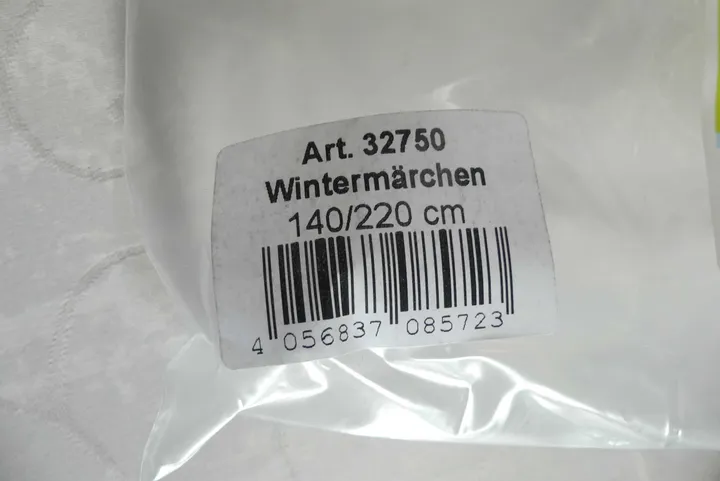 Art. 32750
Wintermärchen
140/220 cm
4 056837 085723